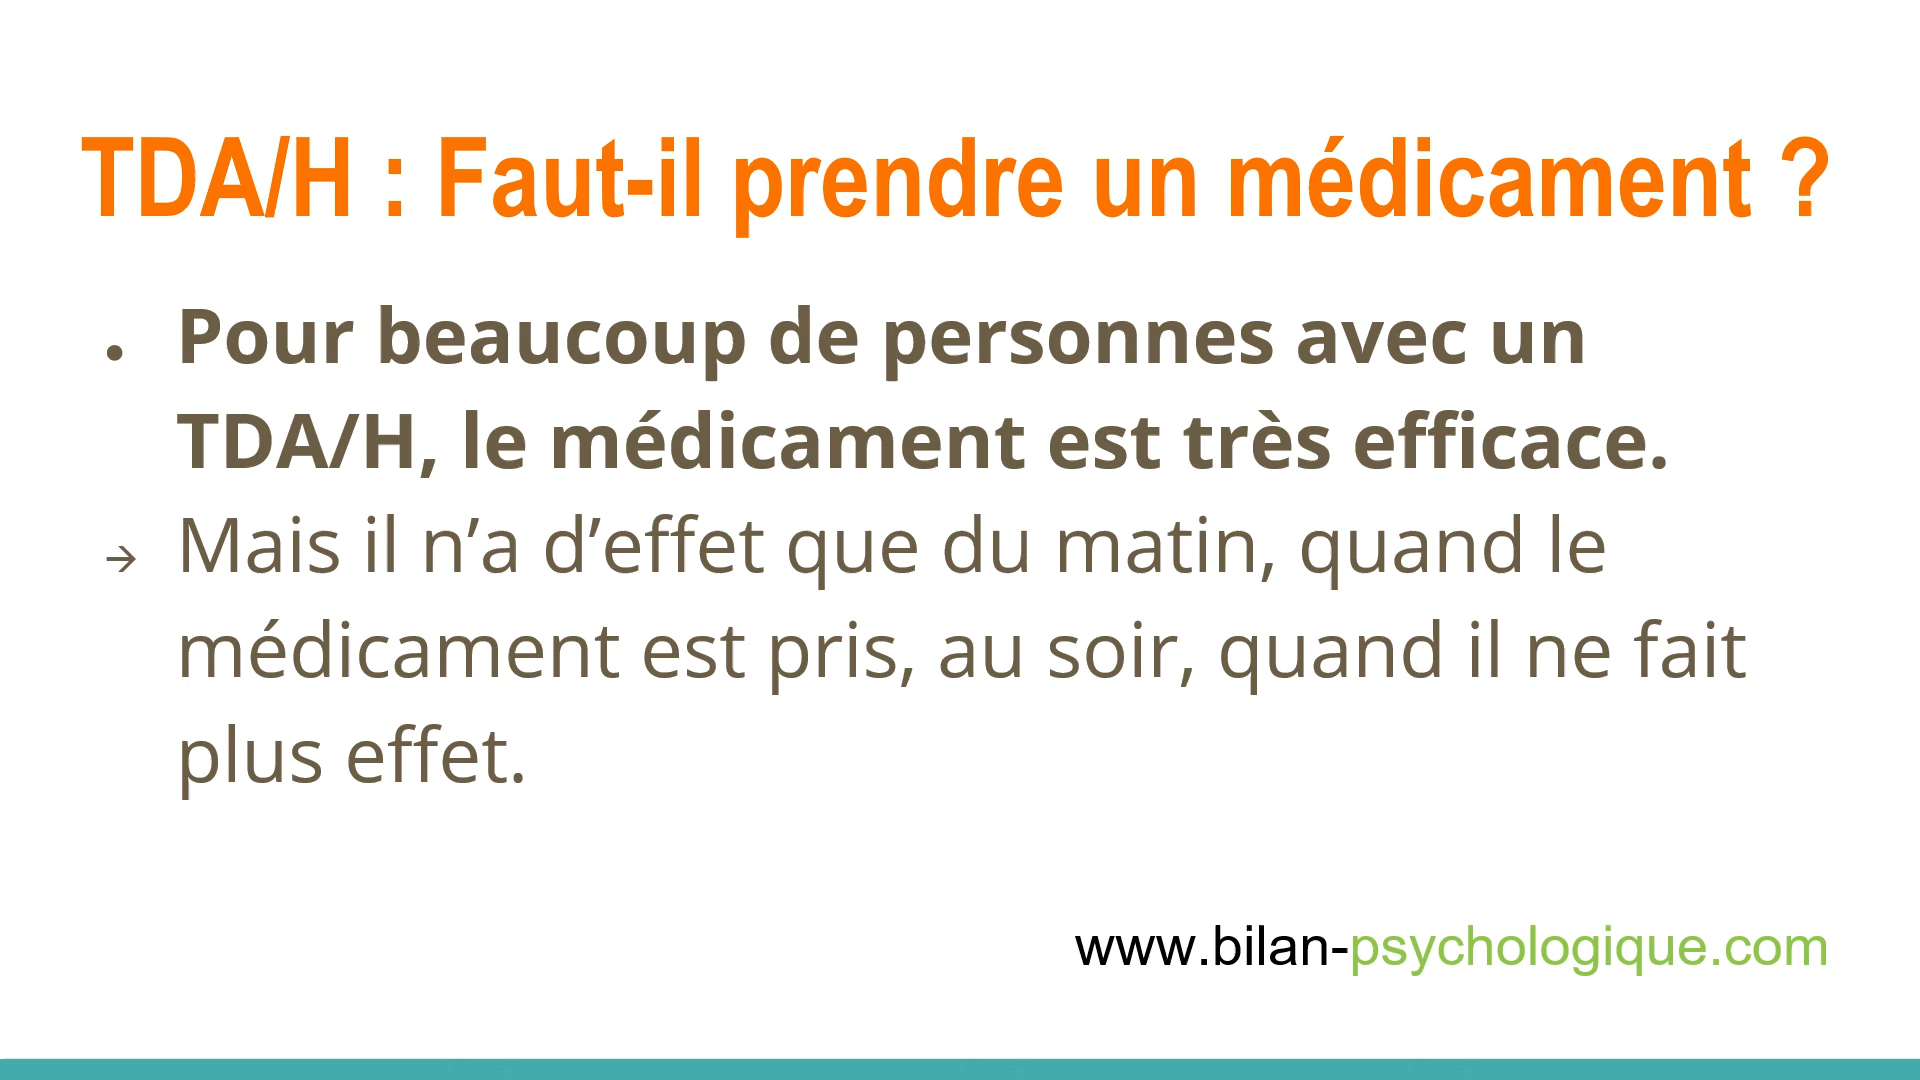 TDA/H : Faut-il prendre un médicament ?
• Pour beaucoup de personnes avec un
TDA/H, le médicament est très efficace.
→ Mais il n’a d’effet que du matin, quand le
médicament est pris, au soir, quand il ne fait
plus effet.
www.bilan-psychologique.com